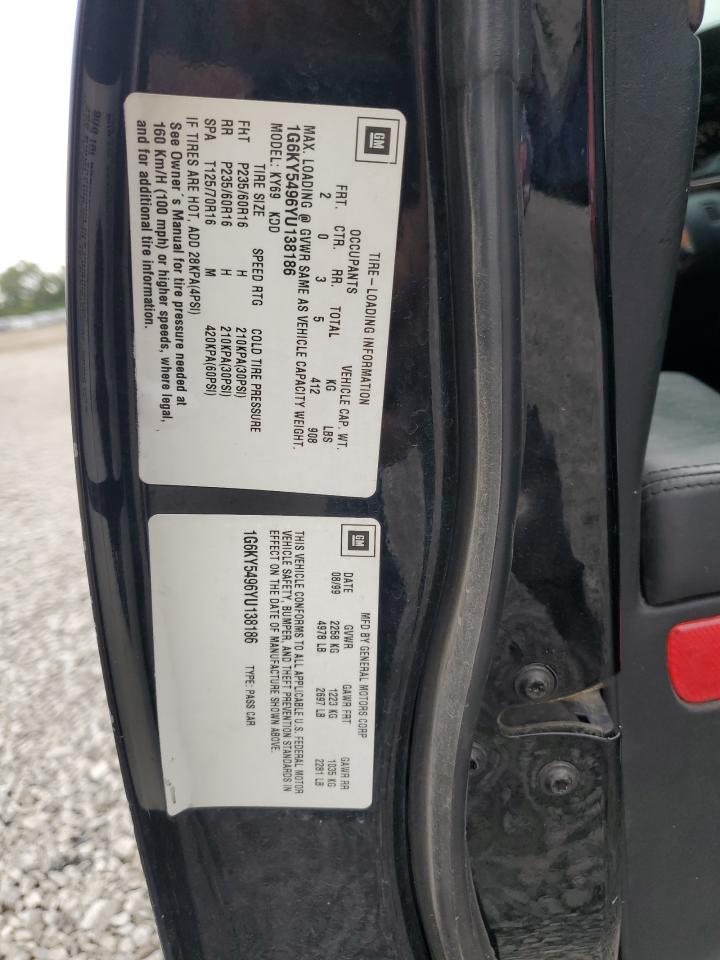 GM
TIRE-LOADING INFORMATION
OCCUPANTS VEHICLE CAP. WT.
FRT. CTR. RR. TOTAL KG LBS
2 0 3 5 412 908
MAX. LOADING @ GVWR SAME AS VEHICLE CAPACITY WEIGHT.
1G6KY5496YU138186
MODEL: KY69 KDD
TIRE SIZE SPEED RTG COLD TIRE PRESSURE
FHT P235/60R16 H 210KPA(30PSI)
RR P235/60R16 H 210KPA(30PSI)
SPA T125/70R16 M 420KPA(60PSI)
IF TIRES ARE HOT, ADD 28KPA(4PSI)
See Owner's Manual for tire pressure needed at
160 Km/H (100 mph) or higher speeds, where legal,
and for additional tire information.
GM
MFD BY GENERAL MOTORS CORP
DATE GVWR GAWR FRT GAWR RR
08/99 2258 KG 1223 KG 1035 KG
4978 LB 2697 LB 2281 LB
THIS VEHICLE CONFORMS TO ALL APPLICABLE U.S. FEDERAL MOTOR
VEHICLE SAFETY, BUMPER, AND THEFT PREVENTION STANDARDS IN
EFFECT ON THE DATE OF MANUFACTURE SHOWN ABOVE.
1G6KY5496YU138186 TYPE: PASS CAR